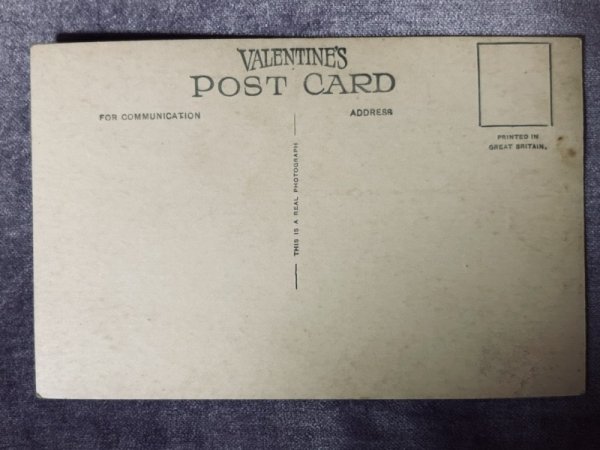 VALENTINE'S
POST CARD
FOR COMMUNICATION
ADDRESS
PRINTED IN
GREAT BRITAIN.
THIS IS A REAL PHOTOGRAPH